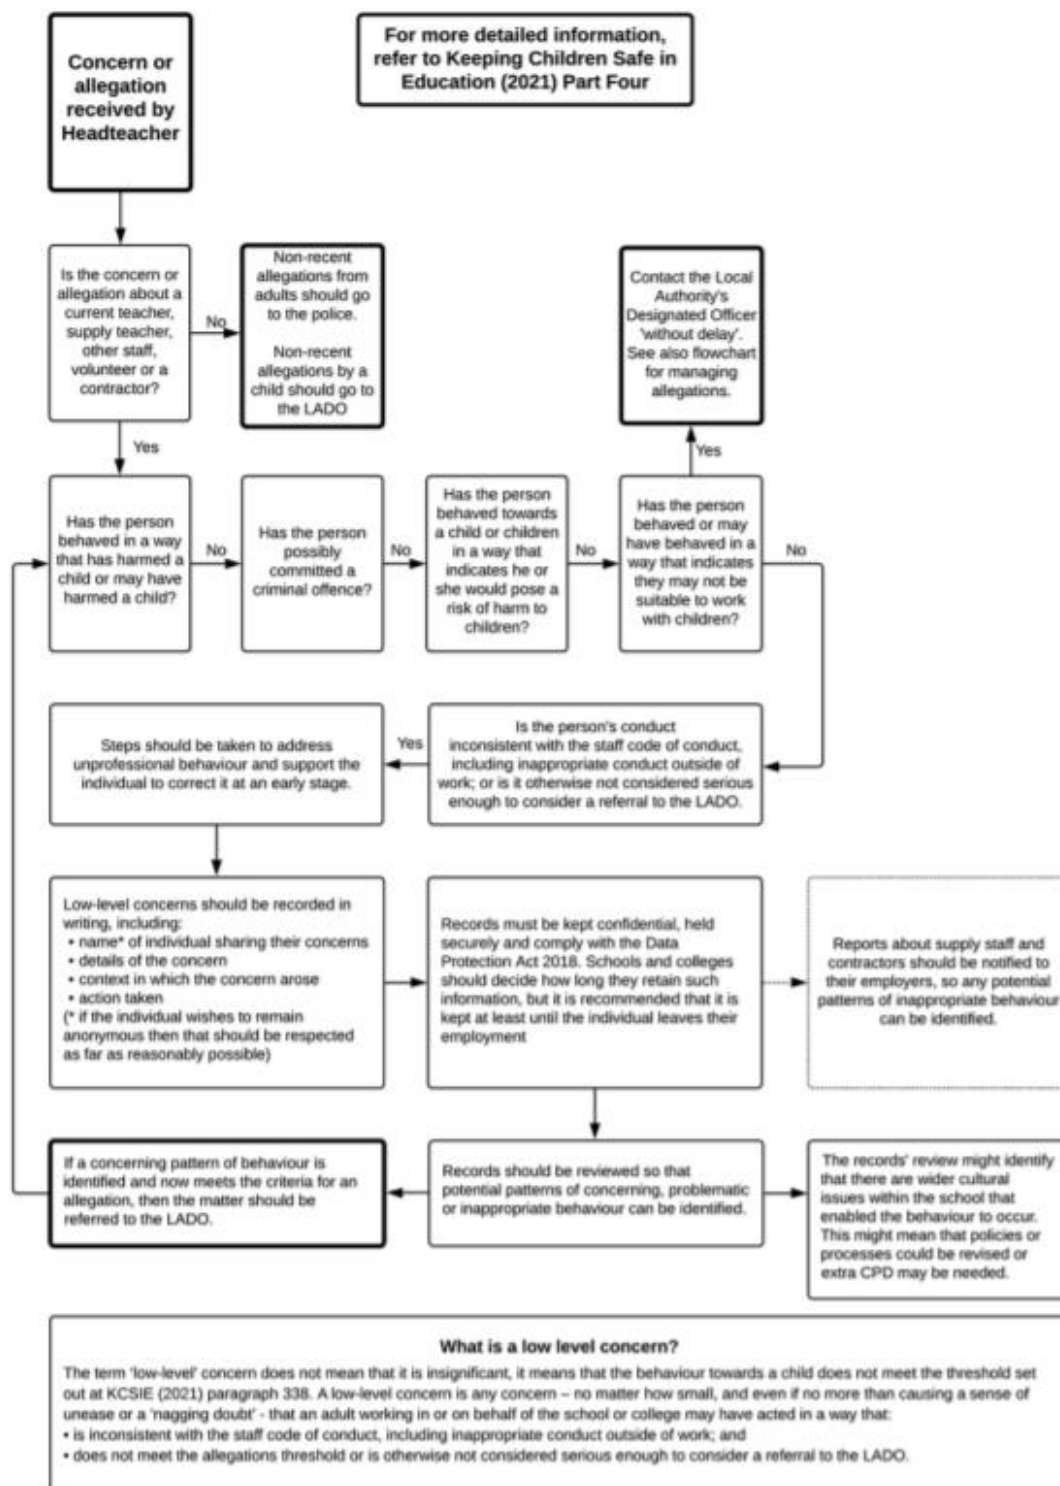 Concern or
allegation
received by
Headteacher
For more detailed information,
refer to Keeping Children Safe in
Education (2021) Part Four
Is the concern or
allegation about a
current teacher,
supply teacher,
other staff,
volunteer or a
contractor?
No
Non-recent
allegations from
adults should go
to the police.
Non-recent
allegations by a
child should go to
the LADO
Contact the Local
Authority's
Designated Officer
'without delay'.
See also flowchart
for managing
allegations.
Yes
Yes
Has the person
behaved in a way
that has harmed a
child or may have
harmed a child?
No
Has the person
possibly
committed a
criminal offence?
No
Has the person
behaved towards
a child or children
in a way that
indicates he or
she would pose a
risk of harm to
children?
No
Has the person
behaved or may
have behaved in a
way that indicates
they may not be
suitable to work
with children?
No
Steps should be taken to address
unprofessional behaviour and support the
individual to correct it at an early stage.
Yes
Is the person's conduct
inconsistent with the staff code of conduct,
including inappropriate conduct outside of
work; or is it otherwise not considered serious
enough to consider a referral to the LADO.
Low-level concerns should be recorded in
writing, including:
• name* of individual sharing their concerns
• details of the concern
• context in which the concern arose
• action taken
(* if the individual wishes to remain
anonymous then that should be respected
as far as reasonably possible)
Records must be kept confidential, held
securely and comply with the Data
Protection Act 2018. Schools and colleges
should decide how long they retain such
information, but it is recommended that it is
kept at least until the individual leaves their
employment
Reports about supply staff and
contractors should be notified to
their employers, so any potential
patterns of inappropriate behaviour
can be identified.
If a concerning pattern of behaviour is
identified and now meets the criteria for an
allegation, then the matter should be
referred to the LADO.
Records should be reviewed so that
potential patterns of concerning, problematic
or inappropriate behaviour can be identified.
The records' review might identify
that there are wider cultural
issues within the school that
enabled the behaviour to occur.
This might mean that policies or
processes could be revised or
extra CPD may be needed.
What is a low level concern?
The term 'low-level' concern does not mean that it is insignificant, it means that the behaviour towards a child does not meet the threshold set
out at KCSIE (2021) paragraph 338. A low-level concern is any concern – no matter how small, and even if no more than causing a sense of
unease or a 'nagging doubt' - that an adult working in or on behalf of the school or college may have acted in a way that:
• is inconsistent with the staff code of conduct, including inappropriate conduct outside of work; and
• does not meet the allegations threshold or is otherwise not considered serious enough to consider a referral to the LADO.